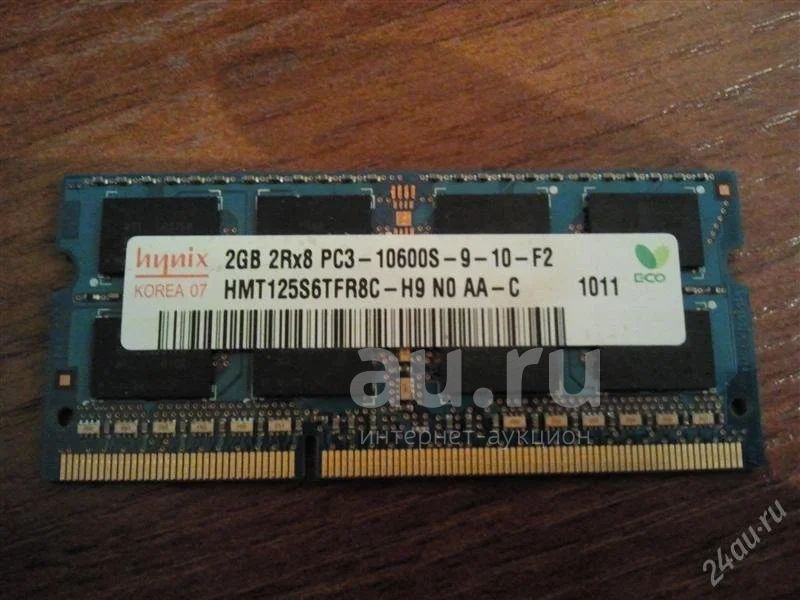 hynix
KOREA 07
2GB 2Rx8 PC3-10600S-9-10-F2
HMT125S6TFR8C-H9 N0 AA-C
1011
ECO
au.ru
интернет-аукцион
24au.ru